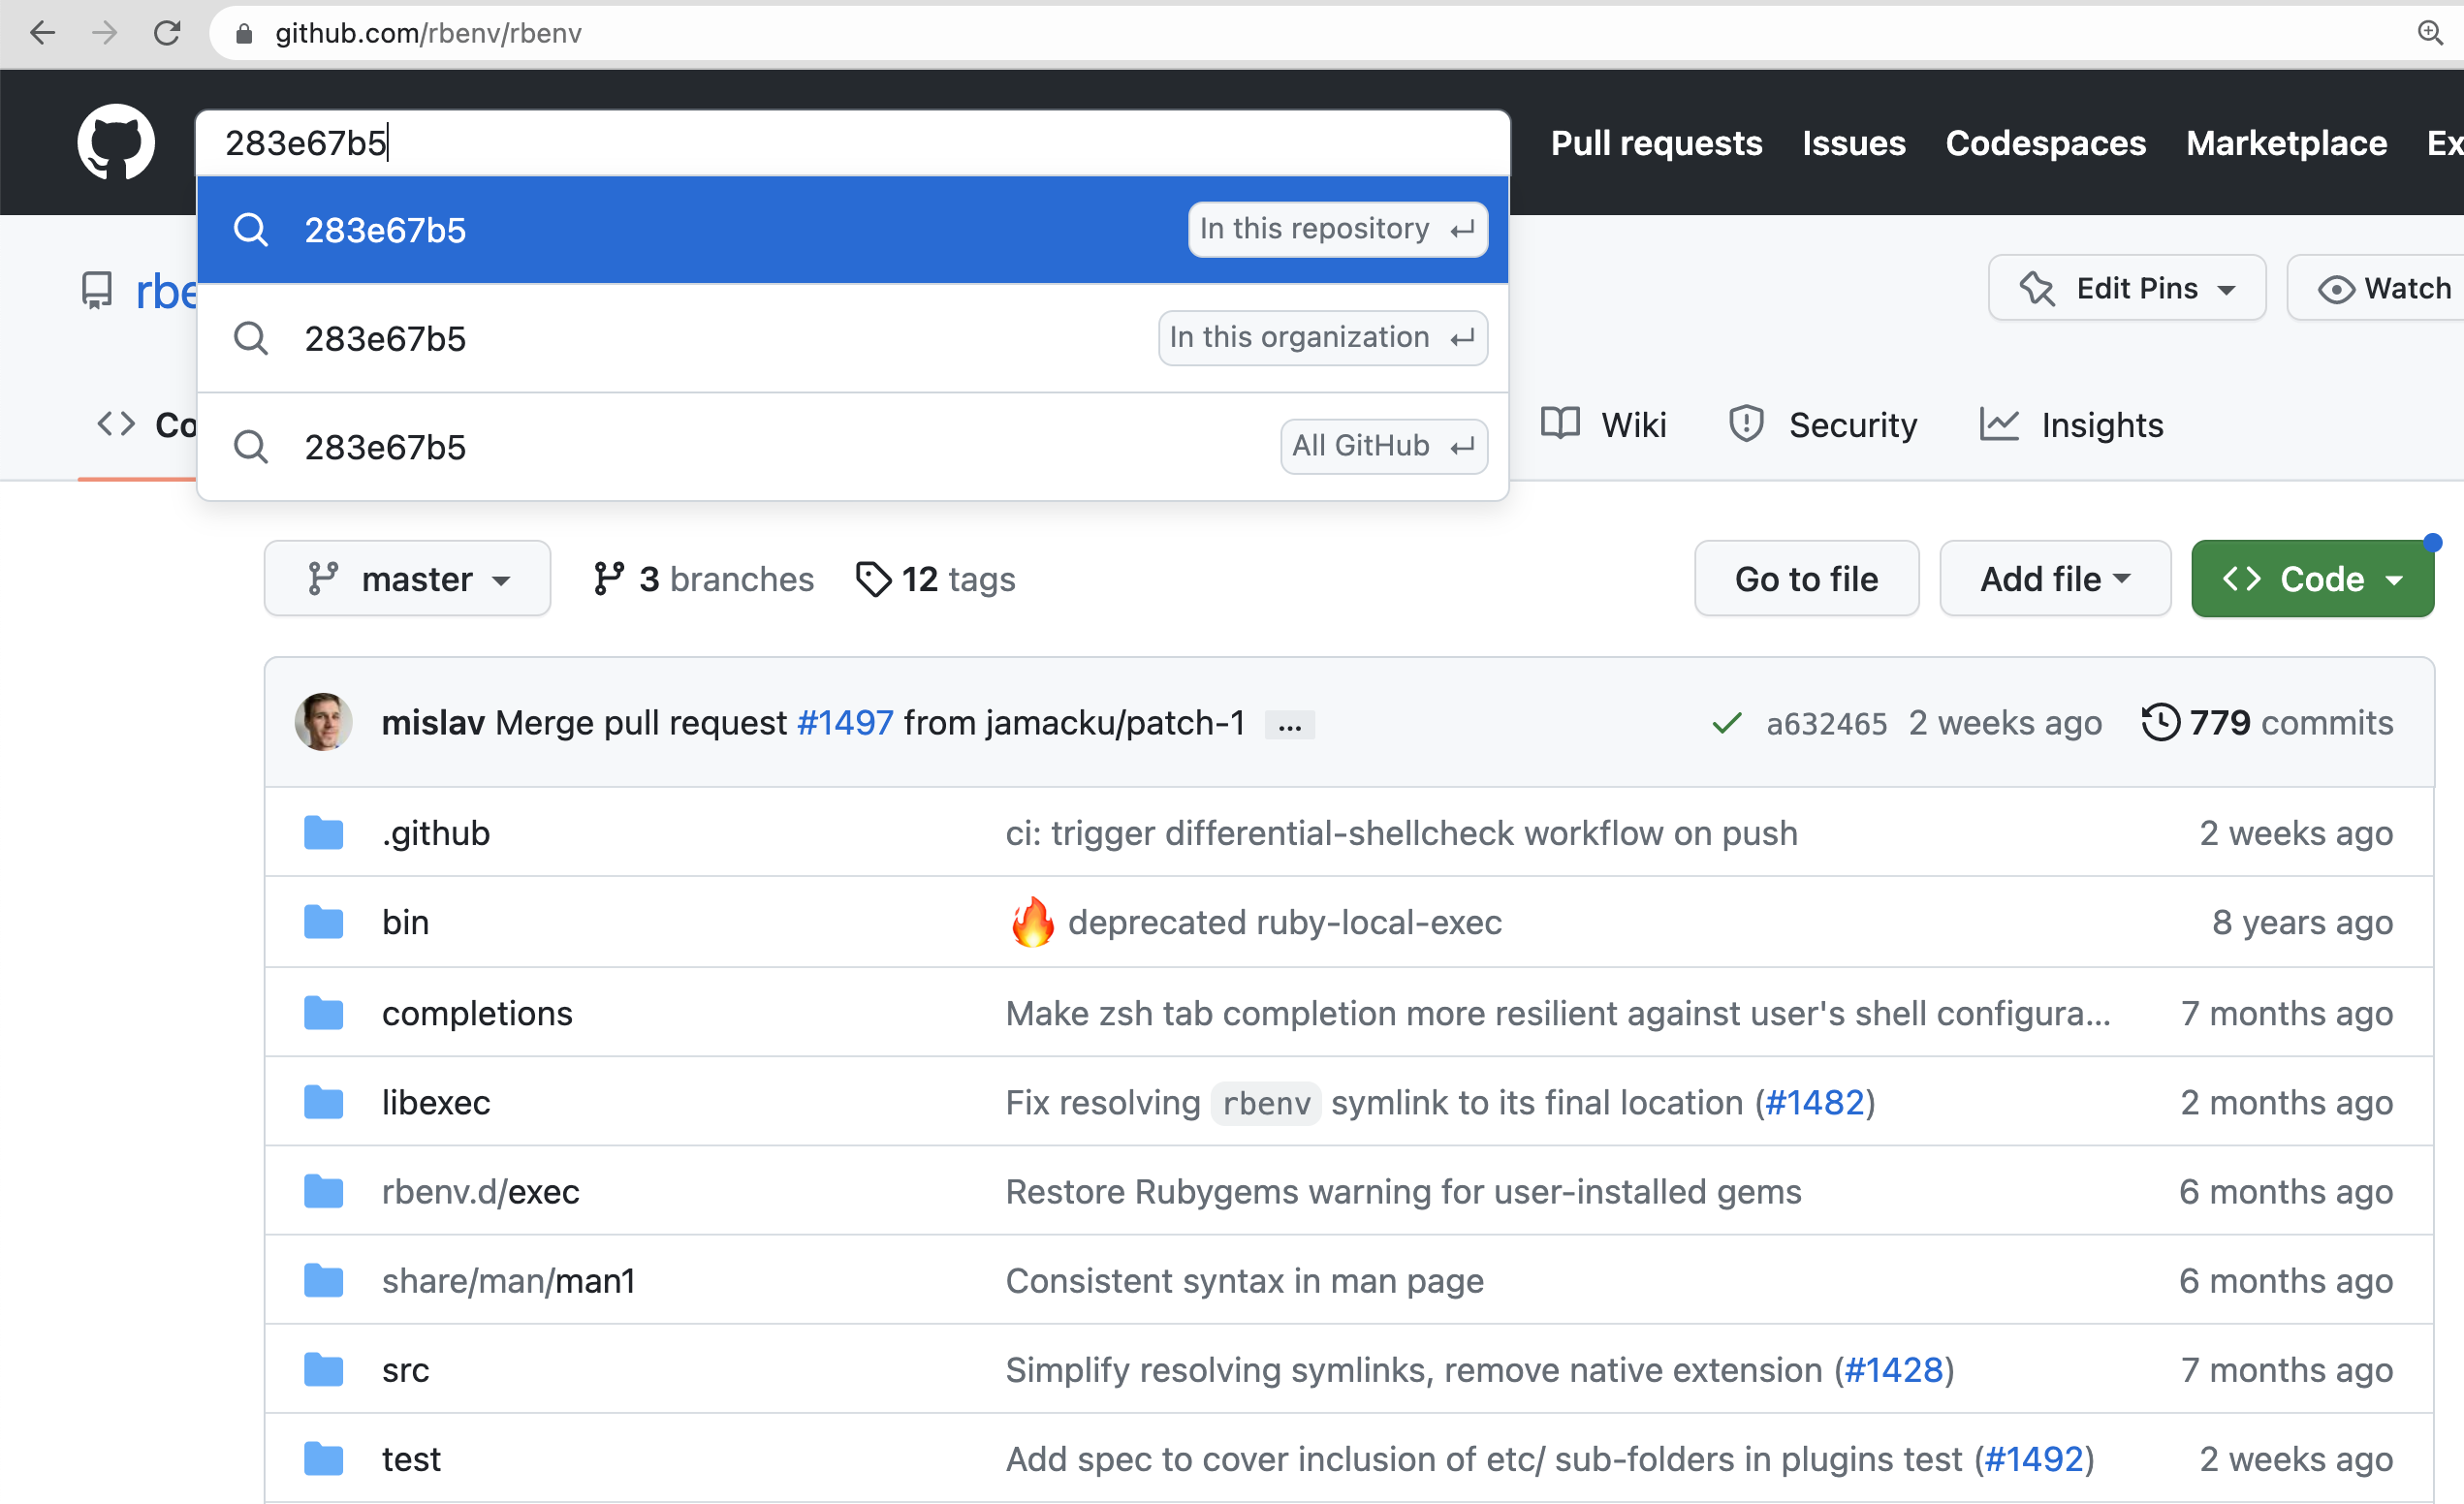 github.com/rbenv/rbenv
283e67b5
Pull requests Issues Codespaces Marketplace Ex
283e67b5 In this repository
283e67b5 In this organization
283e67b5 All GitHub
rbe
Edit Pins Watch
Co
Wiki Security Insights
master 3 branches 12 tags Go to file Add file Code
mislav Merge pull request #1497 from jamacku/patch-1 ... a632465 2 weeks ago 779 commits
.github ci: trigger differential-shellcheck workflow on push 2 weeks ago
bin 🔥 deprecated ruby-local-exec 8 years ago
completions Make zsh tab completion more resilient against user's shell configura... 7 months ago
libexec Fix resolving rbenv symlink to its final location (#1482) 2 months ago
rbenv.d/exec Restore Rubygems warning for user-installed gems 6 months ago
share/man/man1 Consistent syntax in man page 6 months ago
src Simplify resolving symlinks, remove native extension (#1428) 7 months ago
test Add spec to cover inclusion of etc/ sub-folders in plugins test (#1492) 2 weeks ago